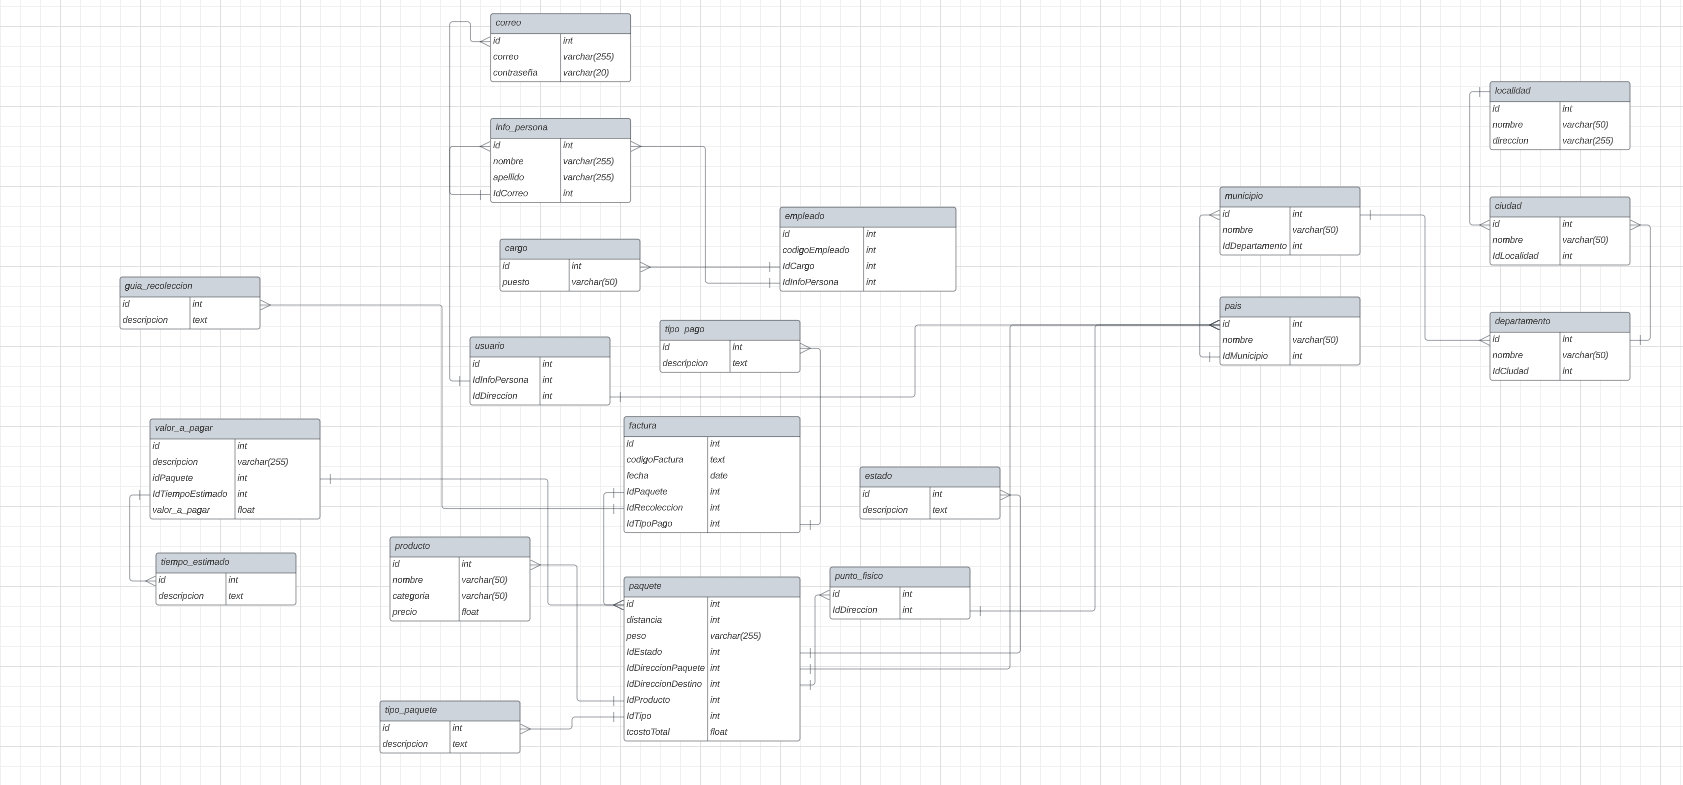 correo
id int
correo varchar(255)
contraseña varchar(20)
info_persona
id int
nombre varchar(255)
apellido varchar(255)
IdCorreo int
cargo
id int
puesto varchar(50)
empleado
id int
codigoEmpleado int
IdCargo int
IdInfoPersona int
guia_recoleccion
id int
descripcion text
usuario
id int
IdInfoPersona int
IdDireccion int
tipo_pago
id int
descripcion text
municipio
id int
nombre varchar(50)
IdDepartamento int
pais
id int
nombre varchar(50)
IdMunicipio int
localidad
id int
nombre varchar(50)
direccion varchar(255)
ciudad
id int
nombre varchar(50)
IdLocalidad int
departamento
id int
nombre varchar(50)
IdCiudad int
valor_a_pagar
id int
descripcion varchar(255)
idPaquete int
IdTiempoEstimado int
valor_a_pagar float
tiempo_estimado
id int
descripcion text
factura
id int
codigoFactura text
fecha date
IdPaquete int
IdRecoleccion int
IdTipoPago int
estado
id int
descripcion text
producto
id int
nombre varchar(50)
categoria varchar(50)
precio float
paquete
id int
distancia int
peso varchar(255)
IdEstado int
IdDireccionPaquete int
IdDireccionDestino int
IdProducto int
IdTipo int
tcostoTotal float
punto_fisico
id int
IdDireccion int
tipo_paquete
id int
descripcion text